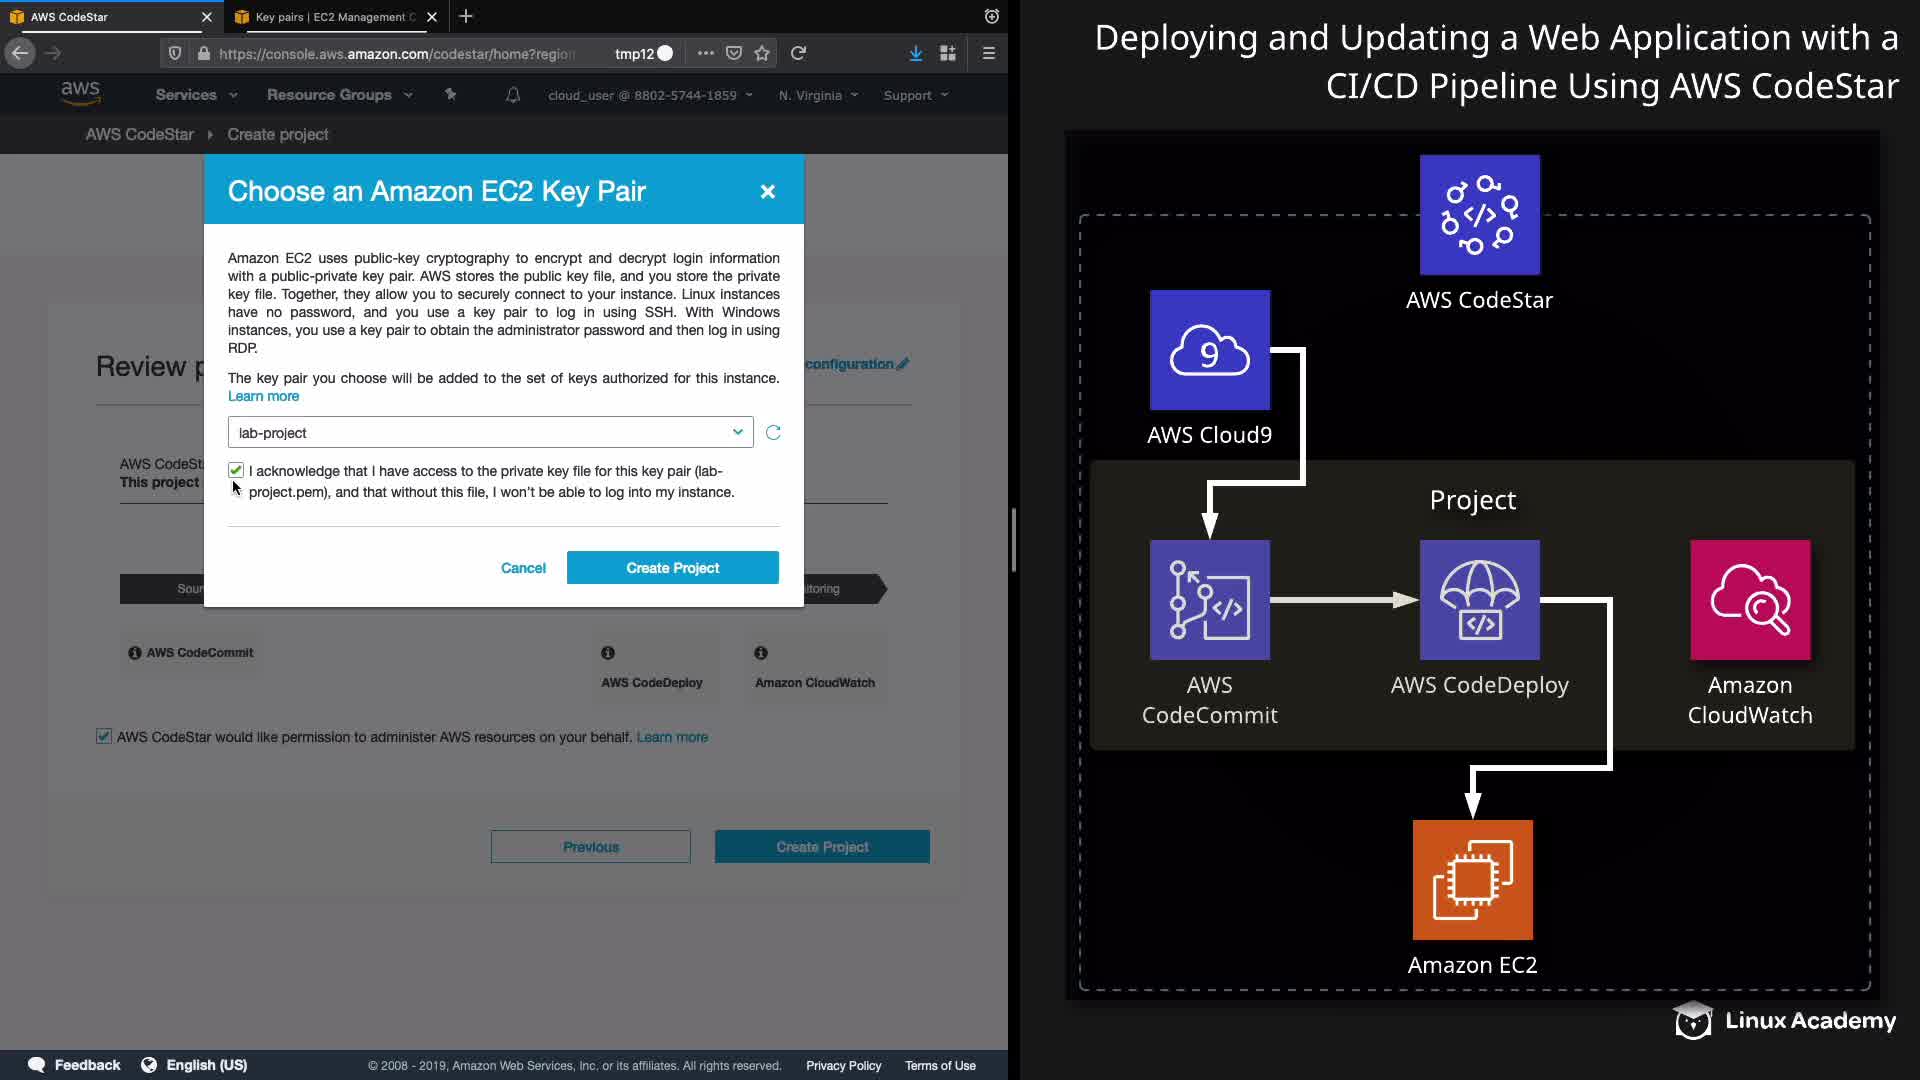 AWS CodeStar
Key pairs | EC2 Management C
https://console.aws.amazon.com/codestar/home?region
tmp12
aws
Services
Resource Groups
cloud_user @ 8802-5744-1859
N. Virginia
Support
AWS CodeStar
Create project
Choose an Amazon EC2 Key Pair
Amazon EC2 uses public-key cryptography to encrypt and decrypt login information
with a public-private key pair. AWS stores the public key file, and you store the private
key file. Together, they allow you to securely connect to your instance. Linux instances
have no password, and you use a key pair to log in using SSH. With Windows
instances, you use a key pair to obtain the administrator password and then log in using
RDP.
The key pair you choose will be added to the set of keys authorized for this instance.
Learn more
lab-project
I acknowledge that I have access to the private key file for this key pair (lab-
project.pem), and that without this file, I won't be able to log into my instance.
Cancel
Create Project
Review p
configuration
AWS CodeSt
This project
Sour
itoring
AWS CodeCommit
AWS CodeDeploy
Amazon CloudWatch
AWS CodeStar would like permission to administer AWS resources on your behalf. Learn more
Previous
Create Project
Feedback
English (US)
© 2008 - 2019, Amazon Web Services, Inc. or its affiliates. All rights reserved.
Privacy Policy
Terms of Use
Deploying and Updating a Web Application with a
CI/CD Pipeline Using AWS CodeStar
AWS CodeStar
9
AWS Cloud9
Project
AWS
CodeCommit
AWS CodeDeploy
Amazon
CloudWatch
Amazon EC2
Linux Academy